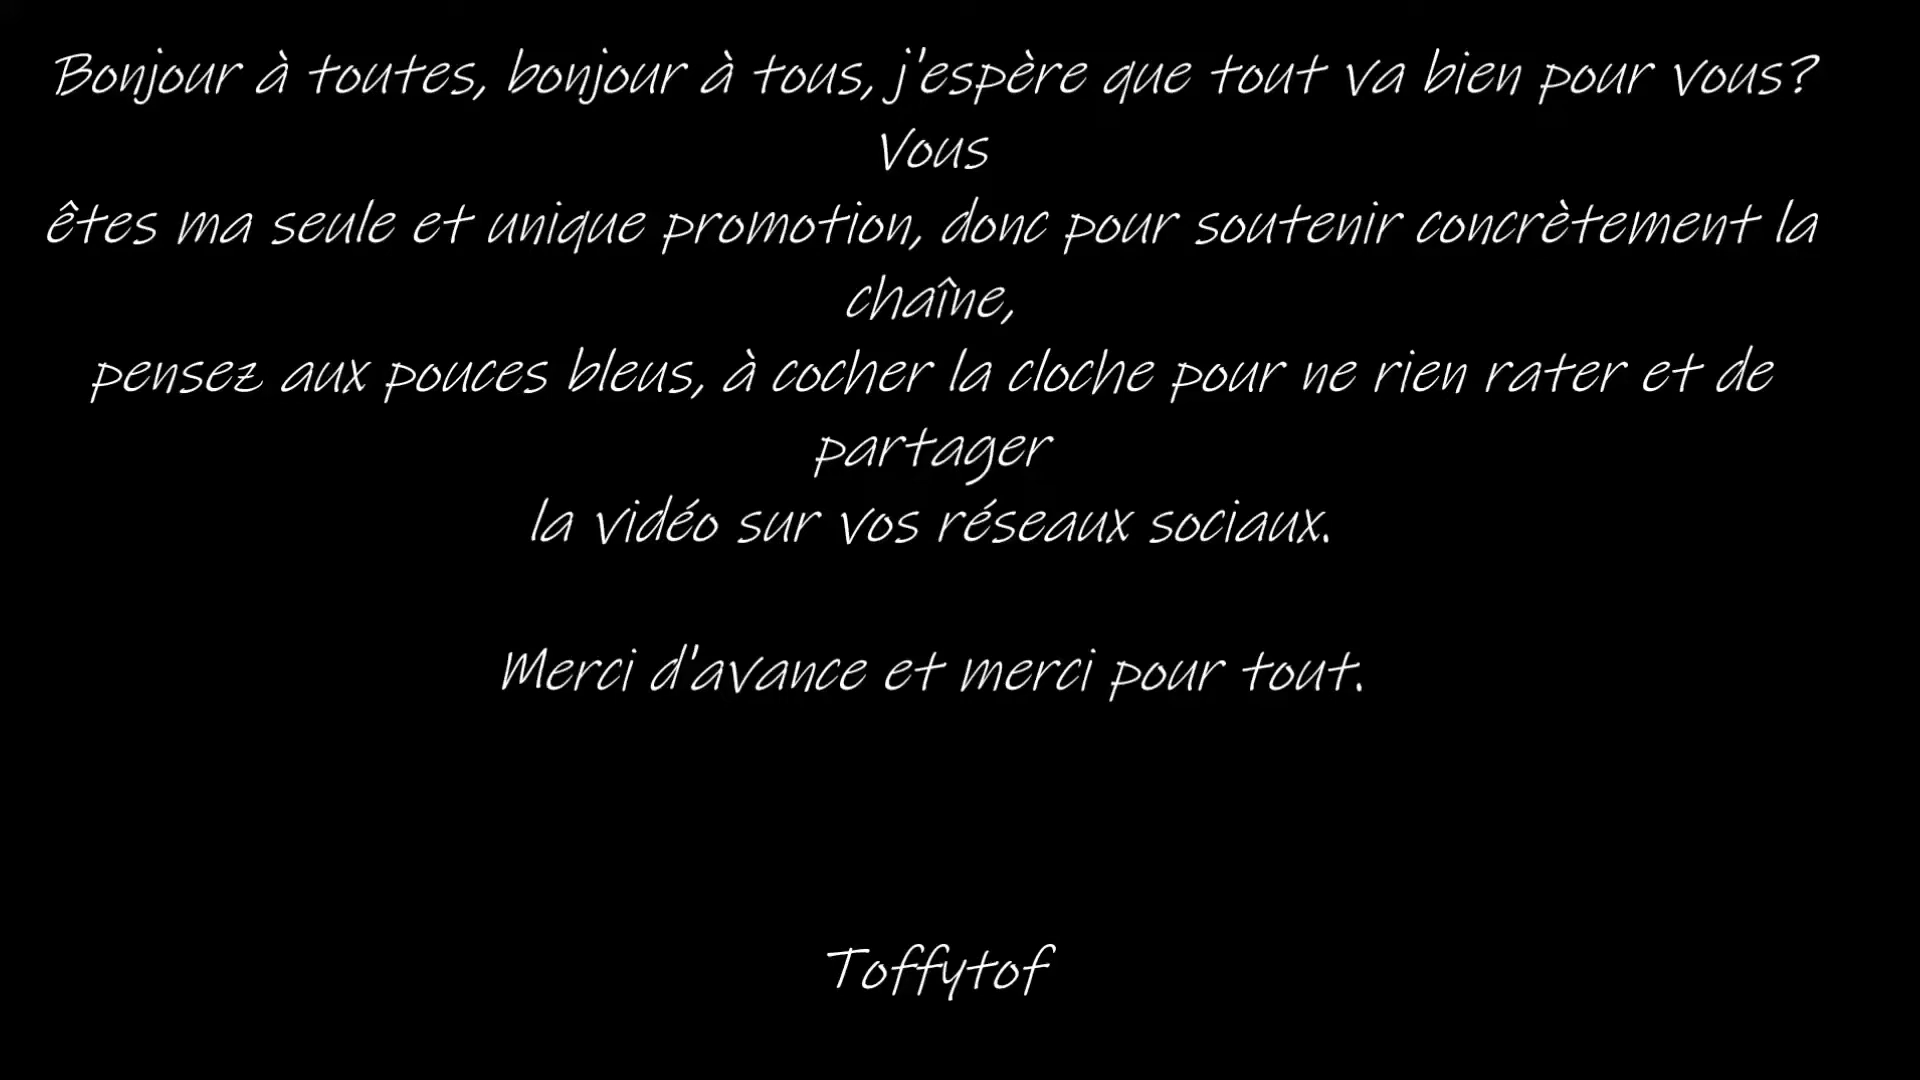 Bonjour à toutes, bonjour à tous, j'espère que tout va bien pour vous?
Vous
êtes ma seule et unique promotion, donc pour soutenir concrètement la
chaîne,
pensez aux pouces bleus, à cocher la cloche pour ne rien rater et de
partager
la vidéo sur vos réseaux sociaux.
Merci d'avance et merci pour tout.
Toffytof